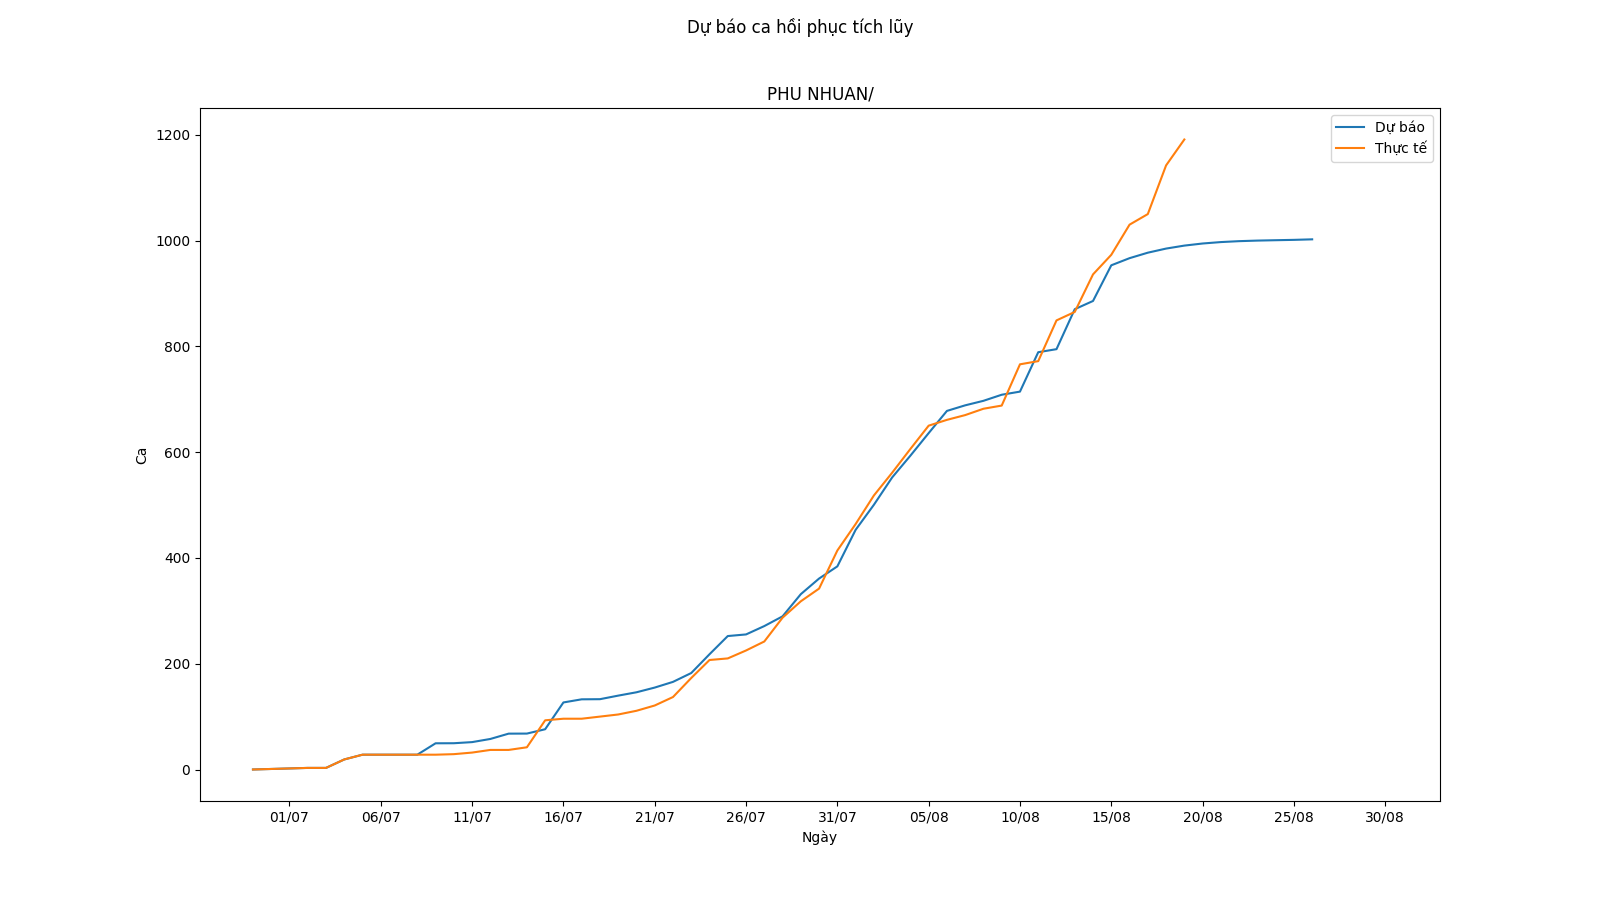 Dự báo ca hồi phục tích lũy
PHU NHUAN/
Dự báo
Thực tế
1200
1000
800
600
400
200
0
Ca
01/07 06/07 11/07 16/07 21/07 26/07 31/07 05/08 10/08 15/08 20/08 25/08 30/08
Ngày